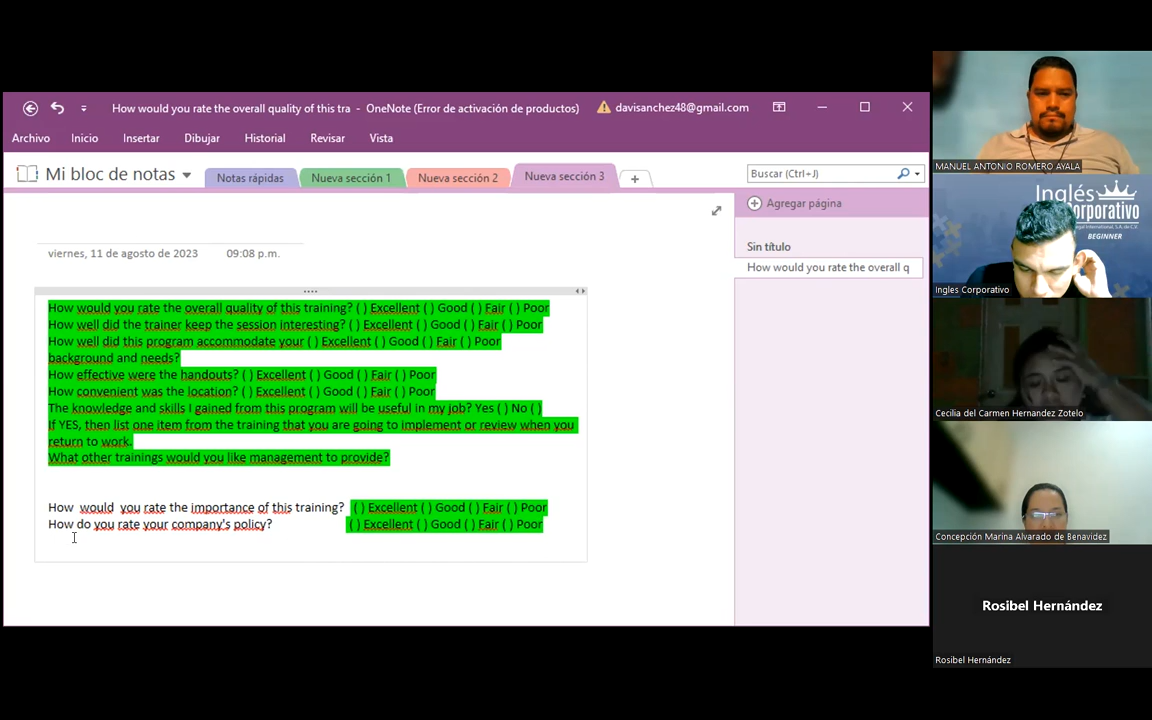 How would you rate the overall quality of this tra - OneNote (Error de activación de productos)
davisanchez48@gmail.com
Archivo Inicio Insertar Dibujar Historial Revisar Vista
Mi bloc de notas
Notas rápidas
Nueva sección 1
Nueva sección 2
Nueva sección 3
Buscar (Ctrl+J)
Agregar página
Sin título
How would you rate the overall q
viernes, 11 de agosto de 2023 09:08 p.m.
How would you rate the overall quality of this training? ( ) Excellent ( ) Good ( ) Fair ( ) Poor
How well did the trainer keep the session interesting? ( ) Excellent ( ) Good ( ) Fair ( ) Poor
How well did this program accommodate your ( ) Excellent ( ) Good ( ) Fair ( ) Poor
background and needs?
How effective were the handouts? ( ) Excellent ( ) Good ( ) Fair ( ) Poor
How convenient was the location? ( ) Excellent ( ) Good ( ) Fair ( ) Poor
The knowledge and skills I gained from this program will be useful in my job? Yes ( ) No ( )
If YES, then list one item from the training that you are going to implement or review when you
return to work.
What other trainings would you like management to provide?
How would you rate the importance of this training? ( ) Excellent ( ) Good ( ) Fair ( ) Poor
How do you rate your company's policy? ( ) Excellent ( ) Good ( ) Fair ( ) Poor
MANUEL ANTONIO ROMERO AYALA
Inglés
Corporativo
BEGINNER
Ingles Corporativo
Cecilia del Carmen Hernandez Zotelo
Concepción Marina Alvarado de Benavidez
Rosibel Hernández
Rosibel Hernández